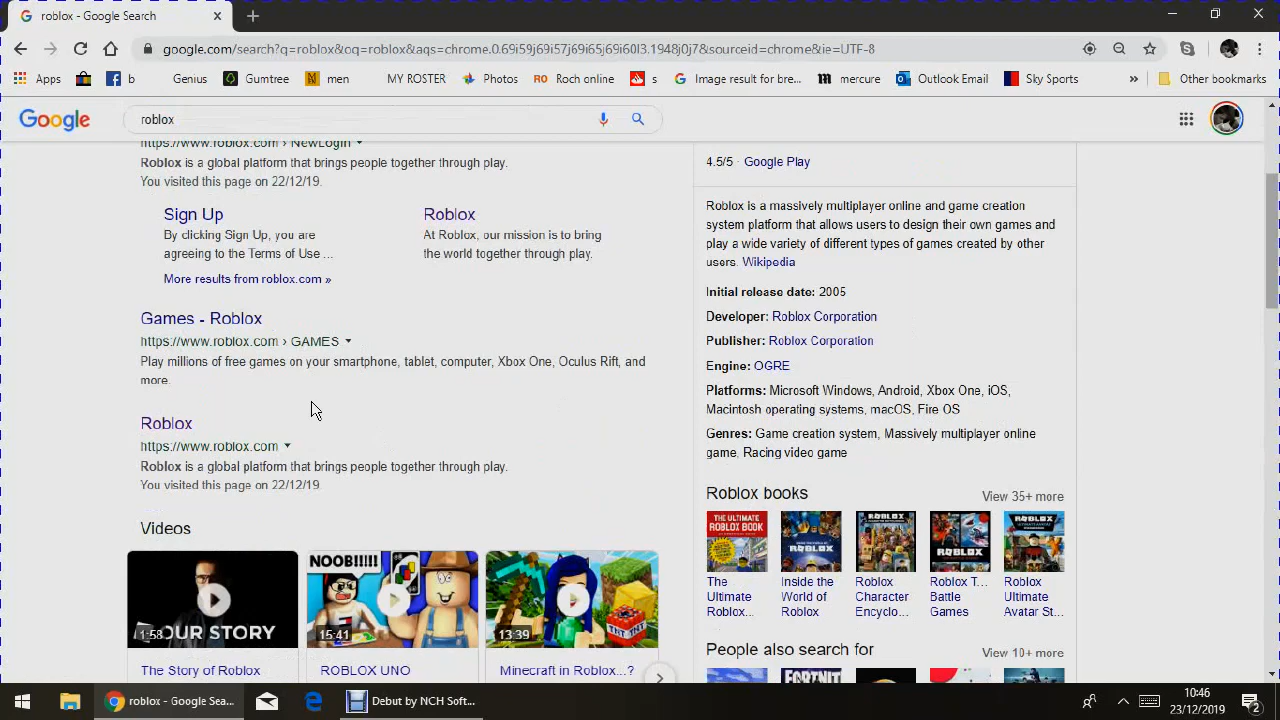 roblox - Google Search
google.com/search?q=roblox&oq=roblox&aqs=chrome.0.69i59j69i57j69i65j69i60l3.1948j0j7&sourceid=chrome&ie=UTF-8
Apps b Genius Gumtree men MY ROSTER Photos RO Roch online s Image result for bre... mercure Outlook Email Sky Sports » Other bookmarks
Google roblox
https://www.roblox.com › NewLogin
Roblox is a global platform that brings people together through play.
You visited this page on 22/12/19.
Sign Up
By clicking Sign Up, you are
agreeing to the Terms of Use ...
Roblox
At Roblox, our mission is to bring
the world together through play.
More results from roblox.com »
Games - Roblox
https://www.roblox.com › GAMES
Play millions of free games on your smartphone, tablet, computer, Xbox One, Oculus Rift, and
more.
Roblox
https://www.roblox.com
Roblox is a global platform that brings people together through play.
You visited this page on 22/12/19.
Videos
1:58
OUR STORY
The Story of Roblox
NOOB!!!!!
15:41
ROBLOX UNO
13:39
Minecraft in Roblox...?
4.5/5 · Google Play
Roblox is a massively multiplayer online and game creation
system platform that allows users to design their own games and
play a wide variety of different types of games created by other
users. Wikipedia
Initial release date: 2005
Developer: Roblox Corporation
Publisher: Roblox Corporation
Engine: OGRE
Platforms: Microsoft Windows, Android, Xbox One, iOS,
Macintosh operating systems, macOS, Fire OS
Genres: Game creation system, Massively multiplayer online
game, Racing video game
Roblox books
View 35+ more
THE ULTIMATE
ROBLOX BOOK
The
Ultimate
Roblox...
Inside the
World of
Roblox
Roblox
Character
Encyclo...
Roblox T...
Battle
Games
Roblox
Ultimate
Avatar St...
People also search for
View 10+ more
FORTNITE
roblox - Google Sea...
Debut by NCH Soft...
10:46
23/12/2019
2